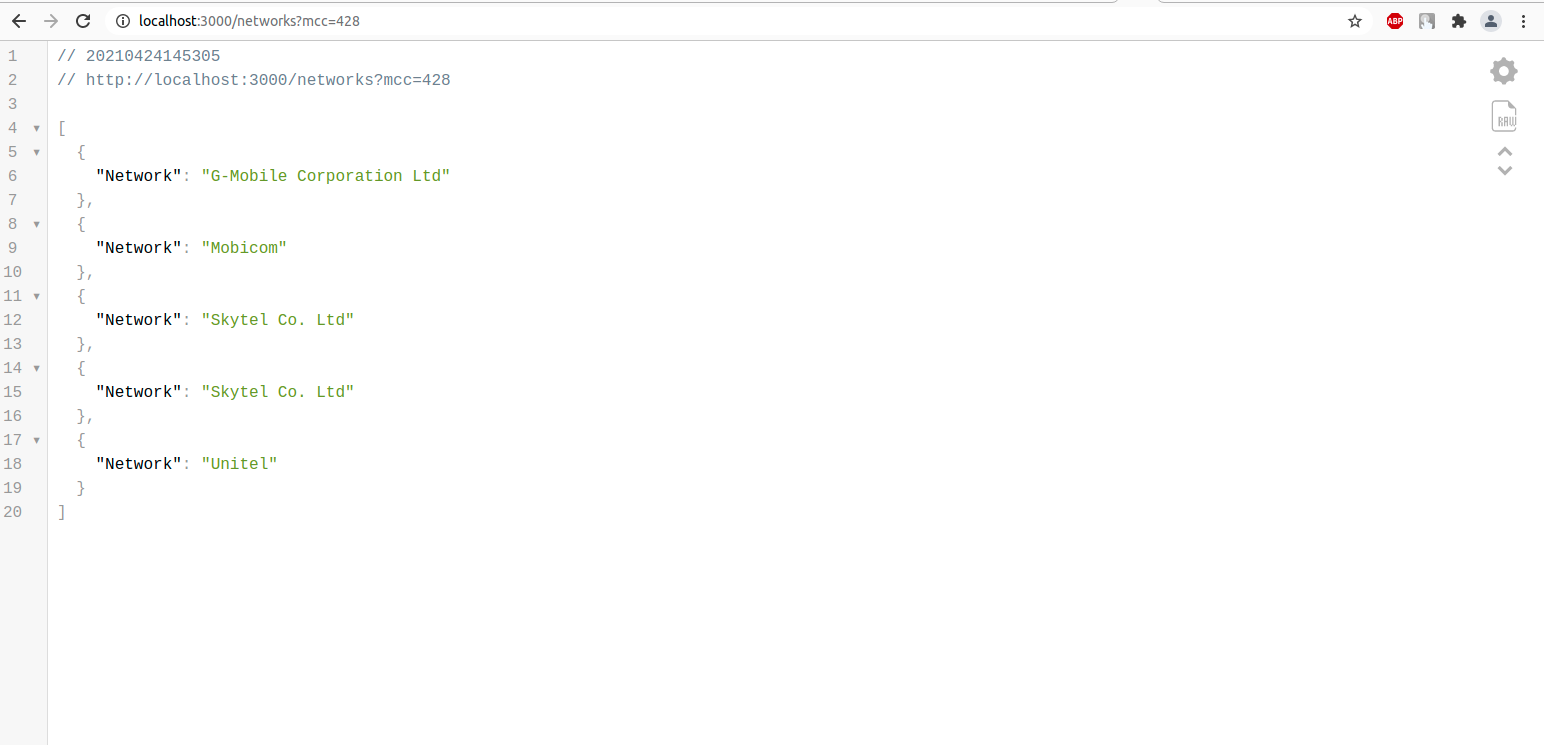 localhost:3000/networks?mcc=428
ABP
1 // 20210424145305
2 // http://localhost:3000/networks?mcc=428
3
4 [
5 {
6 "Network": "G-Mobile Corporation Ltd"
7 },
8 {
9 "Network": "Mobicom"
10 },
11 {
12 "Network": "Skytel Co. Ltd"
13 },
14 {
15 "Network": "Skytel Co. Ltd"
16 },
17 {
18 "Network": "Unitel"
19 }
20 ]
RAW